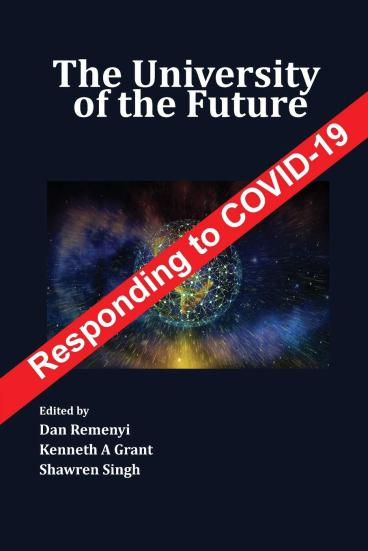 The University
of the Future
Responding to COVID-19
Edited by
Dan Remenyi
Kenneth A Grant
Shawren Singh